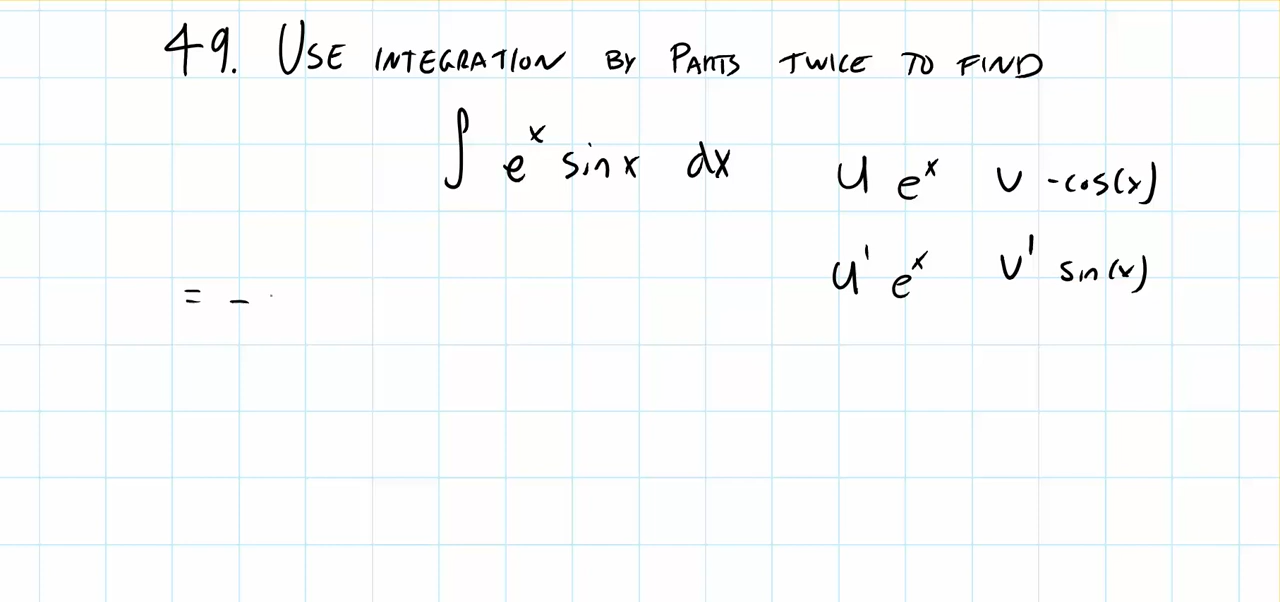 49. USE INTEGRATION BY PARTS TWICE TO FIND
∫ e^x sin x dx
u e^x v -cos(x)
u' e^x v' sin(x)
= -